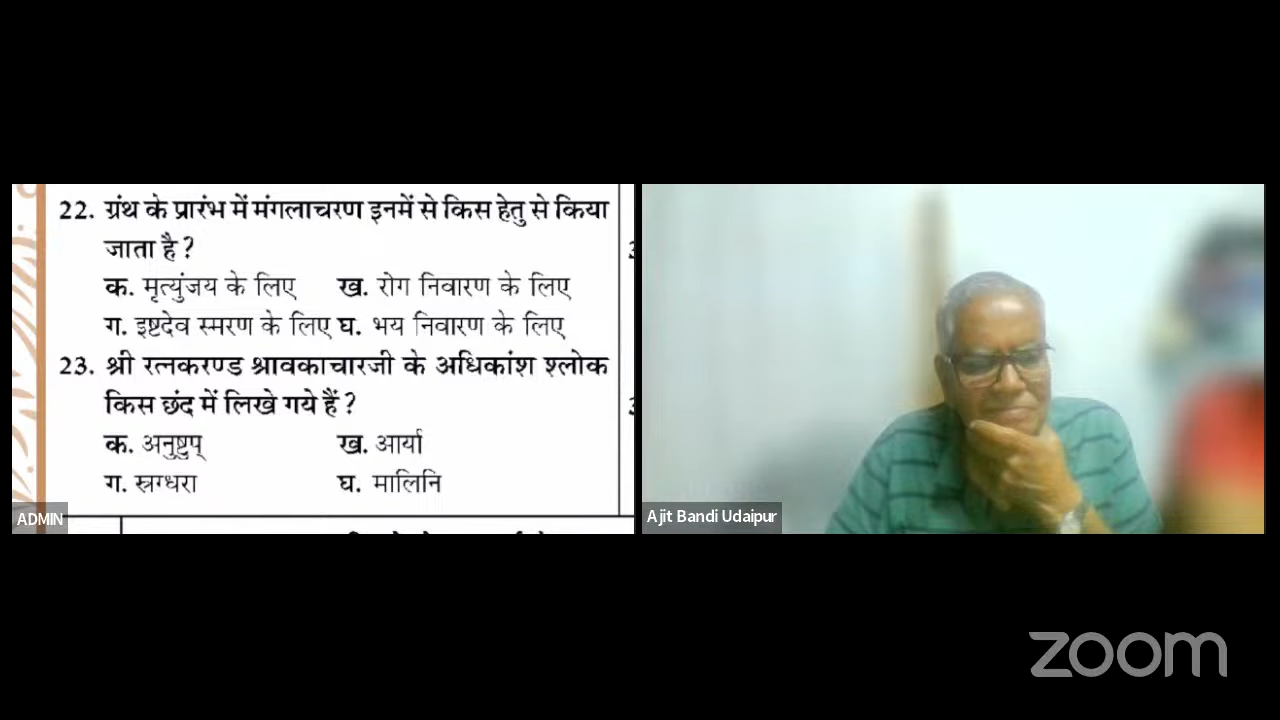 22. ग्रंथ के प्रारंभ में मंगलाचरण इनमें से किस हेतु से किया
जाता है ?
क. मृत्युंजय के लिए ख. रोग निवारण के लिए
ग. इष्टदेव स्मरण के लिए घ. भय निवारण के लिए
23. श्री रत्नकरण्ड श्रावकाचारजी के अधिकांश श्लोक
किस छंद में लिखे गये हैं ?
क. अनुष्टुप् ख. आर्या
ग. स्रग्धरा घ. मालिनि
ADMIN
Ajit Bandi Udaipur
zoom